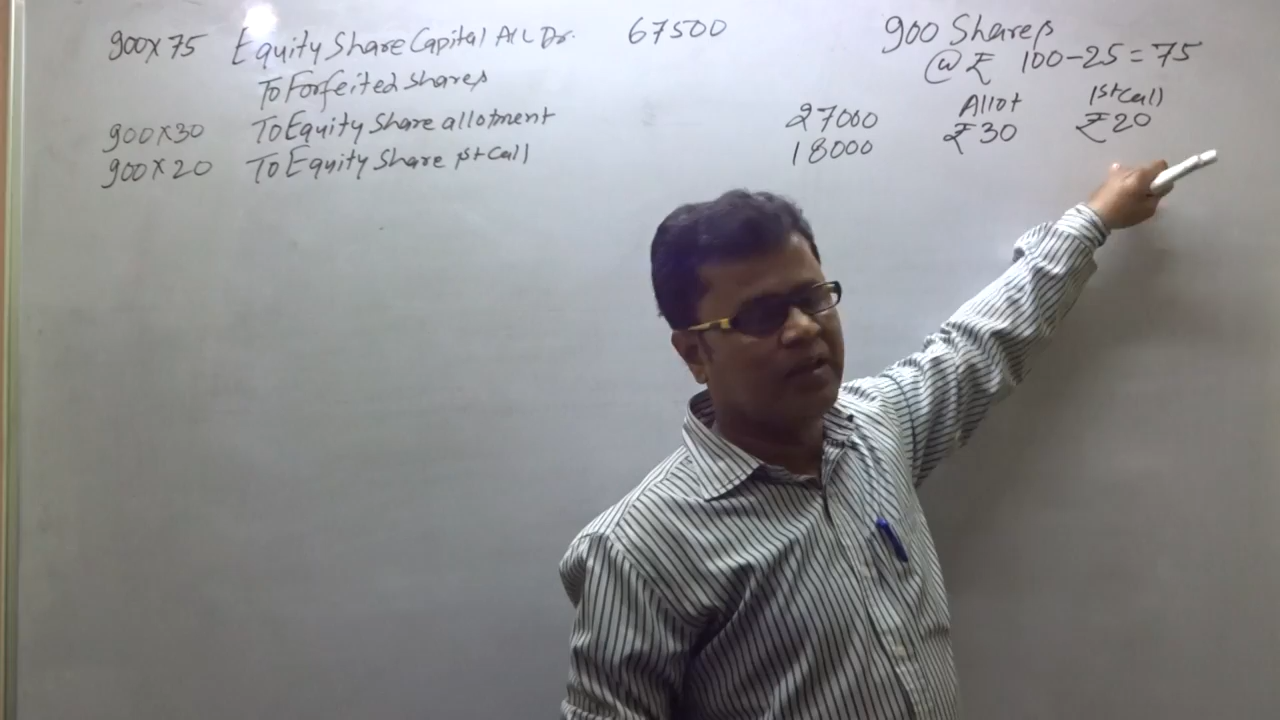 900x75 Equity Share Capital A/c Dr. 67500
To Forfeited Shares
900x30 To Equity Share allotment 27000
900x20 To Equity Share 1st Call 18000
900 Shares
@ ₹ 100-25=75
Allot 1st Call
₹30 ₹20